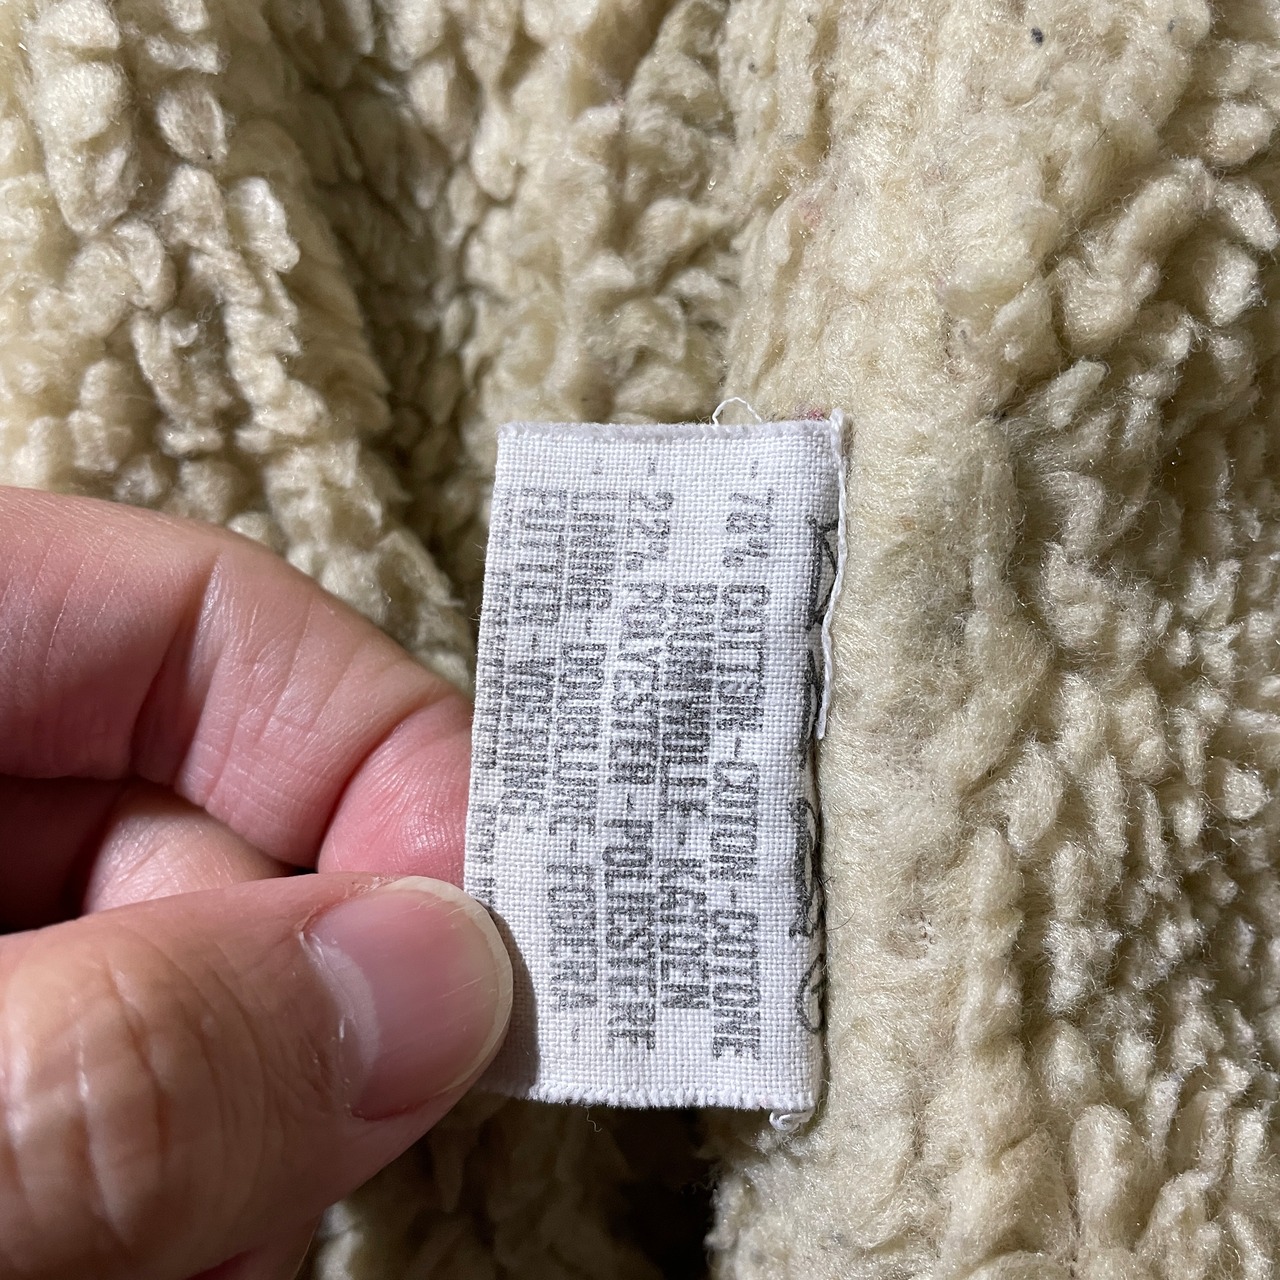 - 78% COTTON-COTON-COTONE
BAUMWOLLE-KATOEN
- 22% POLYESTER-POLIESTERE
- LINING-DOUBLURE-FODERA-
FUTTER-VOERING: